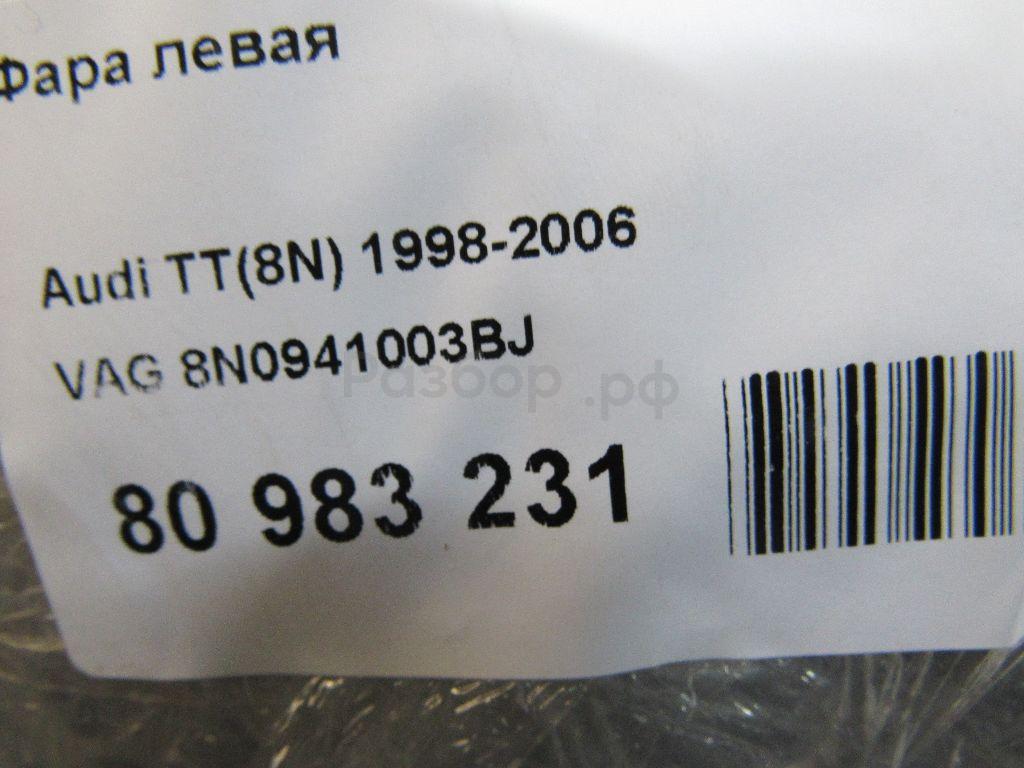 Фара левая
Audi TT(8N) 1998-2006
VAG 8N0941003BJ
Разбор.рф
80 983 231